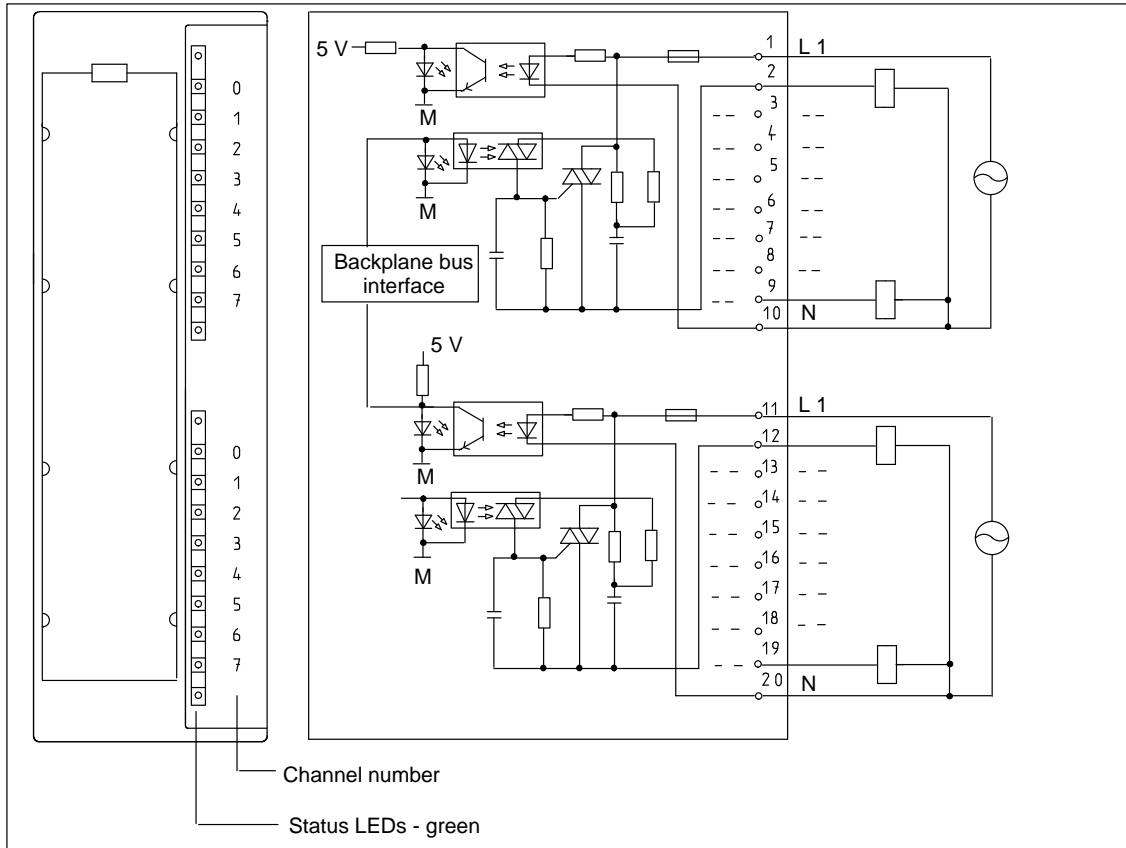 0
1
2
3
4
5
6
7
0
1
2
3
4
5
6
7
5 V
M
M
Backplane bus
interface
5 V
M
M
1 L 1
2
3
4
5
6
7
8
9
10 N
11 L 1
12
13
14
15
16
17
18
19
20 N
Channel number
Status LEDs - green